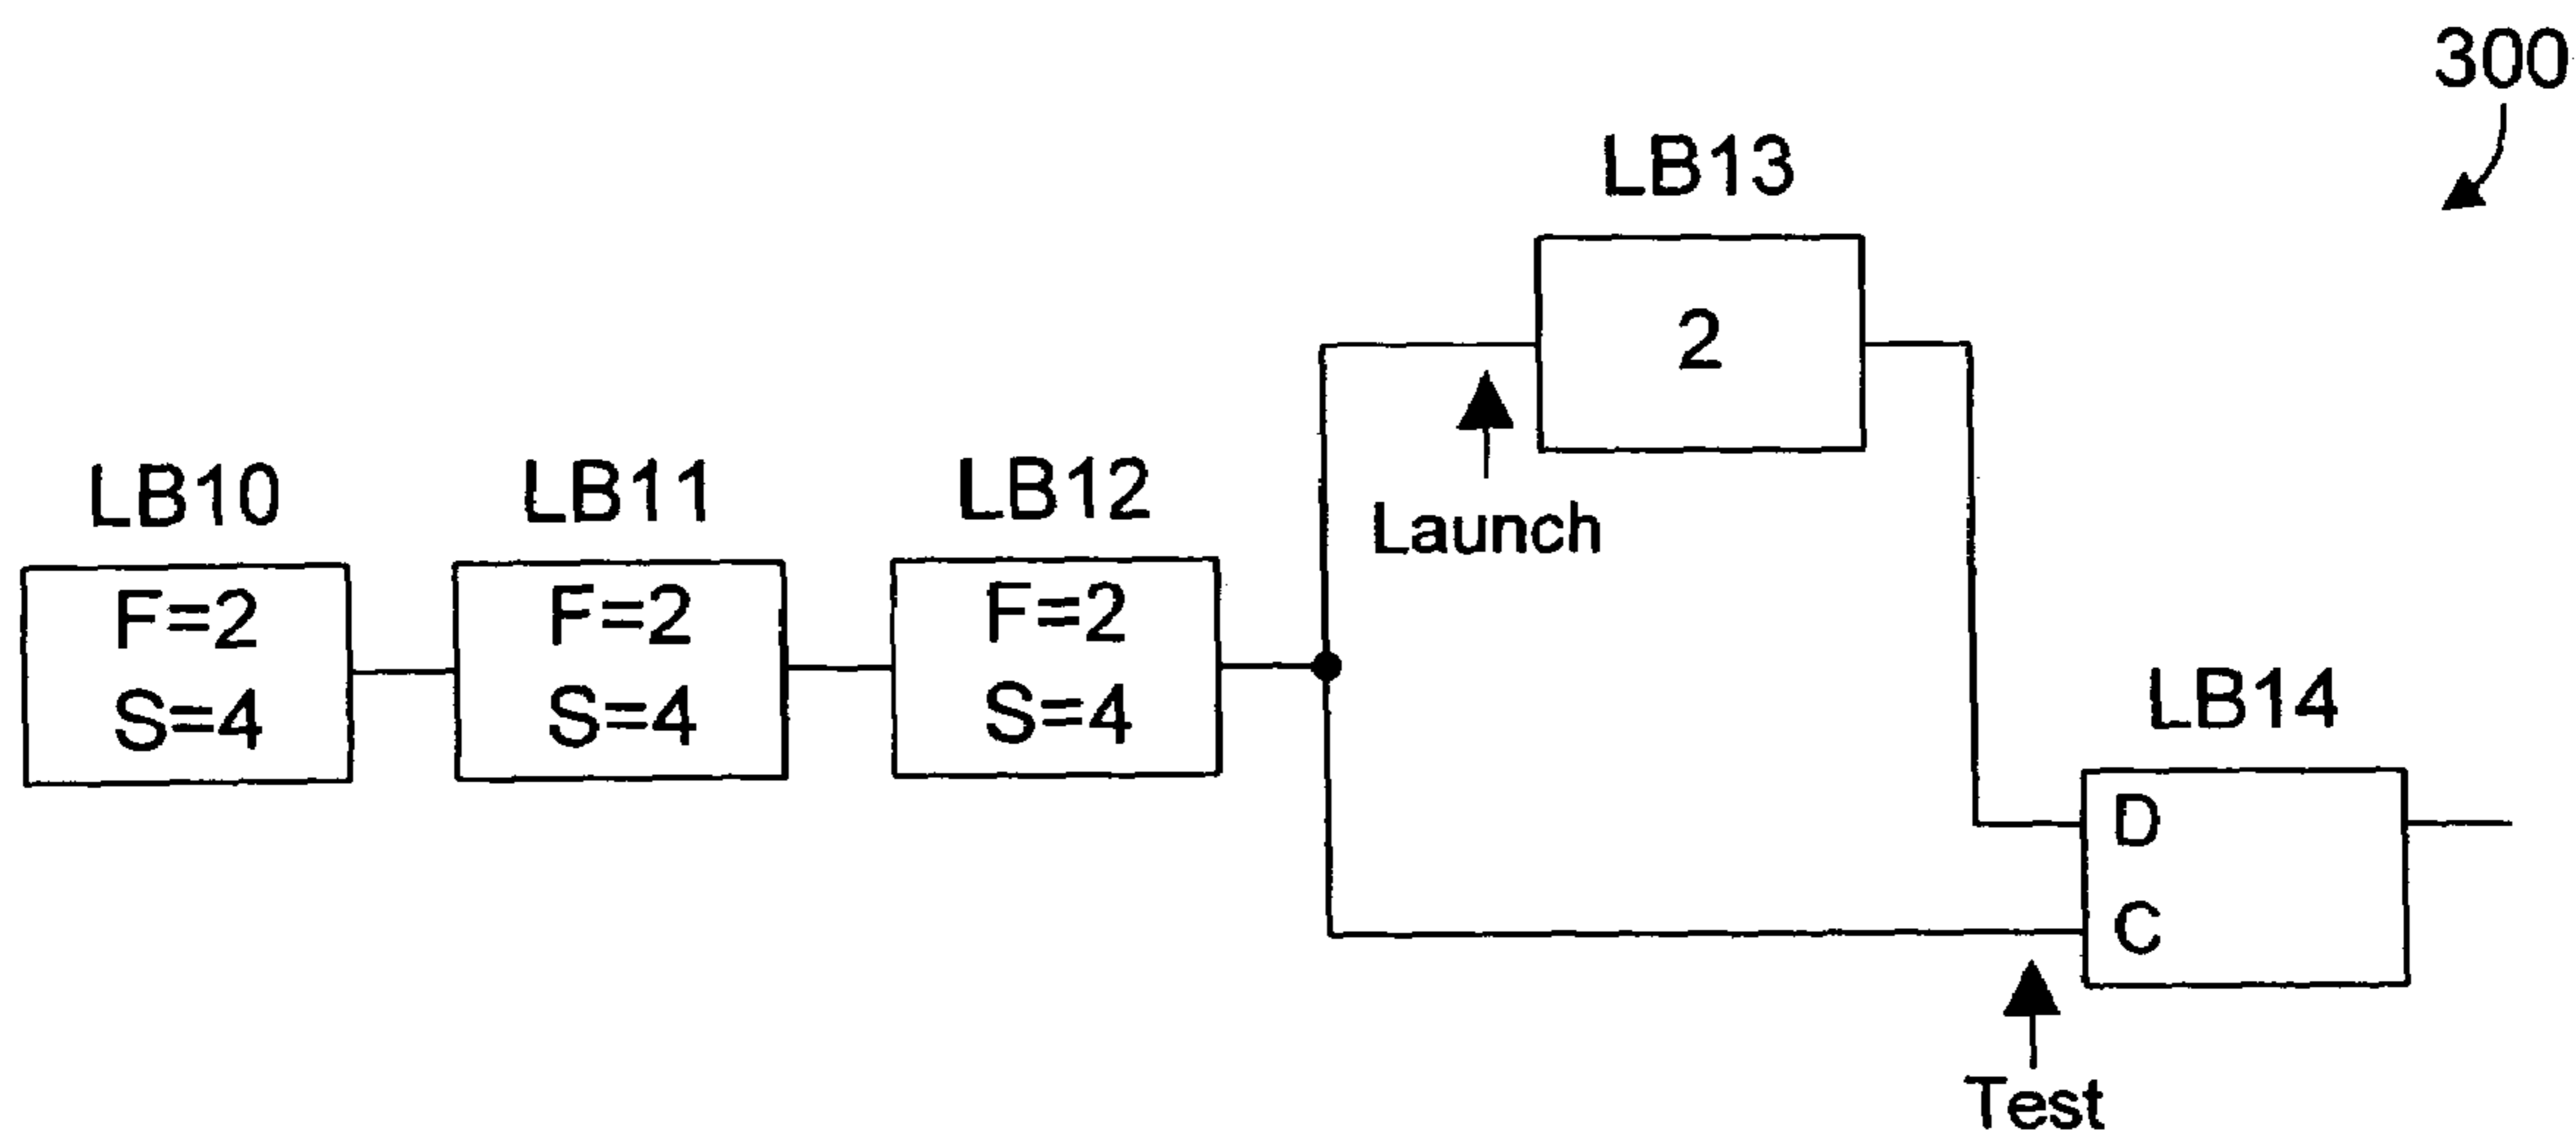 300
LB13
2
Launch
LB10
F=2
S=4
LB11
F=2
S=4
LB12
F=2
S=4
LB14
D
C
Test